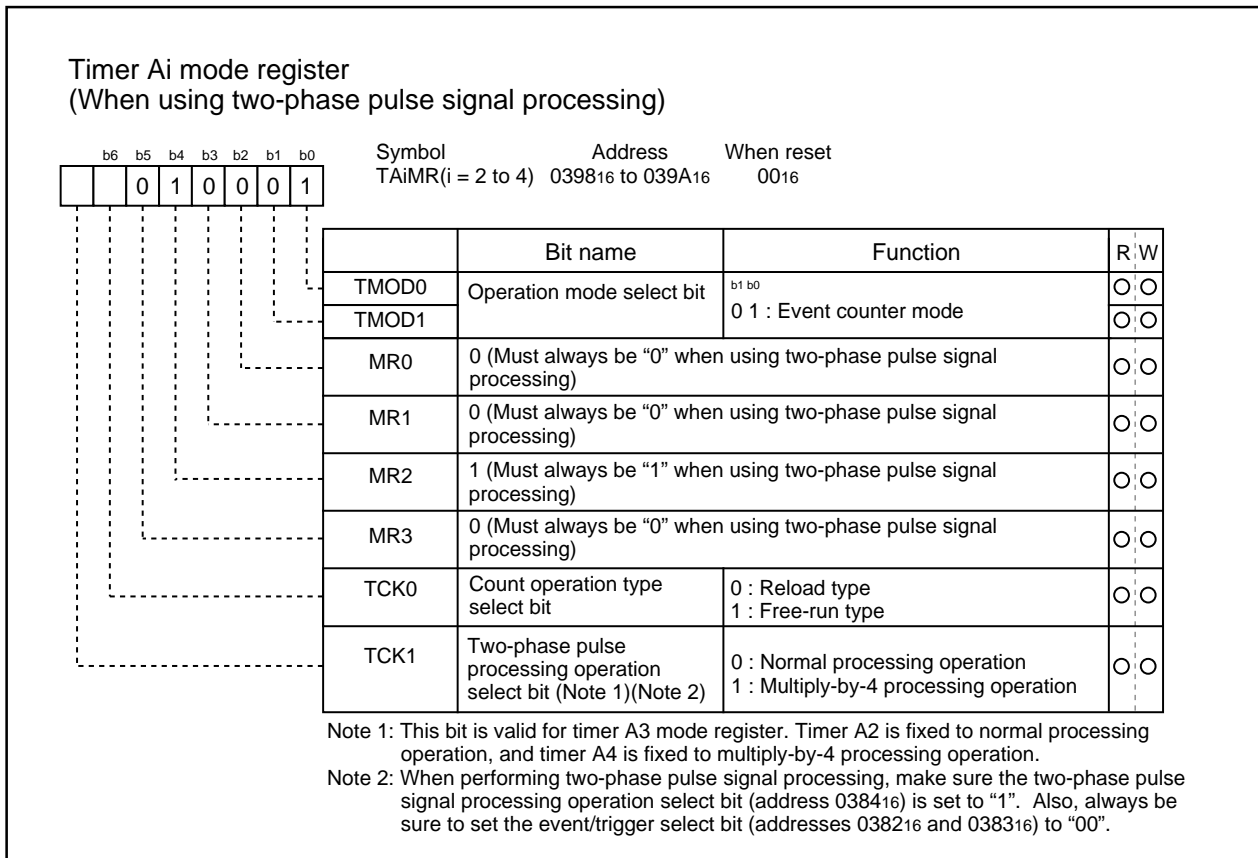 Timer Ai mode register
(When using two-phase pulse signal processing)
b6 b5 b4 b3 b2 b1 b0
0 1 0 0 0 1
Symbol Address When reset
TAiMR(i = 2 to 4) 039816 to 039A16 0016
Bit name Function R W
TMOD0 Operation mode select bit b1 b0
0 1 : Event counter mode
TMOD1
MR0 0 (Must always be “0” when using two-phase pulse signal
processing)
MR1 0 (Must always be “0” when using two-phase pulse signal
processing)
MR2 1 (Must always be “1” when using two-phase pulse signal
processing)
MR3 0 (Must always be “0” when using two-phase pulse signal
processing)
TCK0 Count operation type
select bit
0 : Reload type
1 : Free-run type
TCK1 Two-phase pulse
processing operation
select bit (Note 1)(Note 2)
0 : Normal processing operation
1 : Multiply-by-4 processing operation
Note 1: This bit is valid for timer A3 mode register. Timer A2 is fixed to normal processing
operation, and timer A4 is fixed to multiply-by-4 processing operation.
Note 2: When performing two-phase pulse signal processing, make sure the two-phase pulse
signal processing operation select bit (address 038416) is set to “1”. Also, always be
sure to set the event/trigger select bit (addresses 038216 and 038316) to “00”.